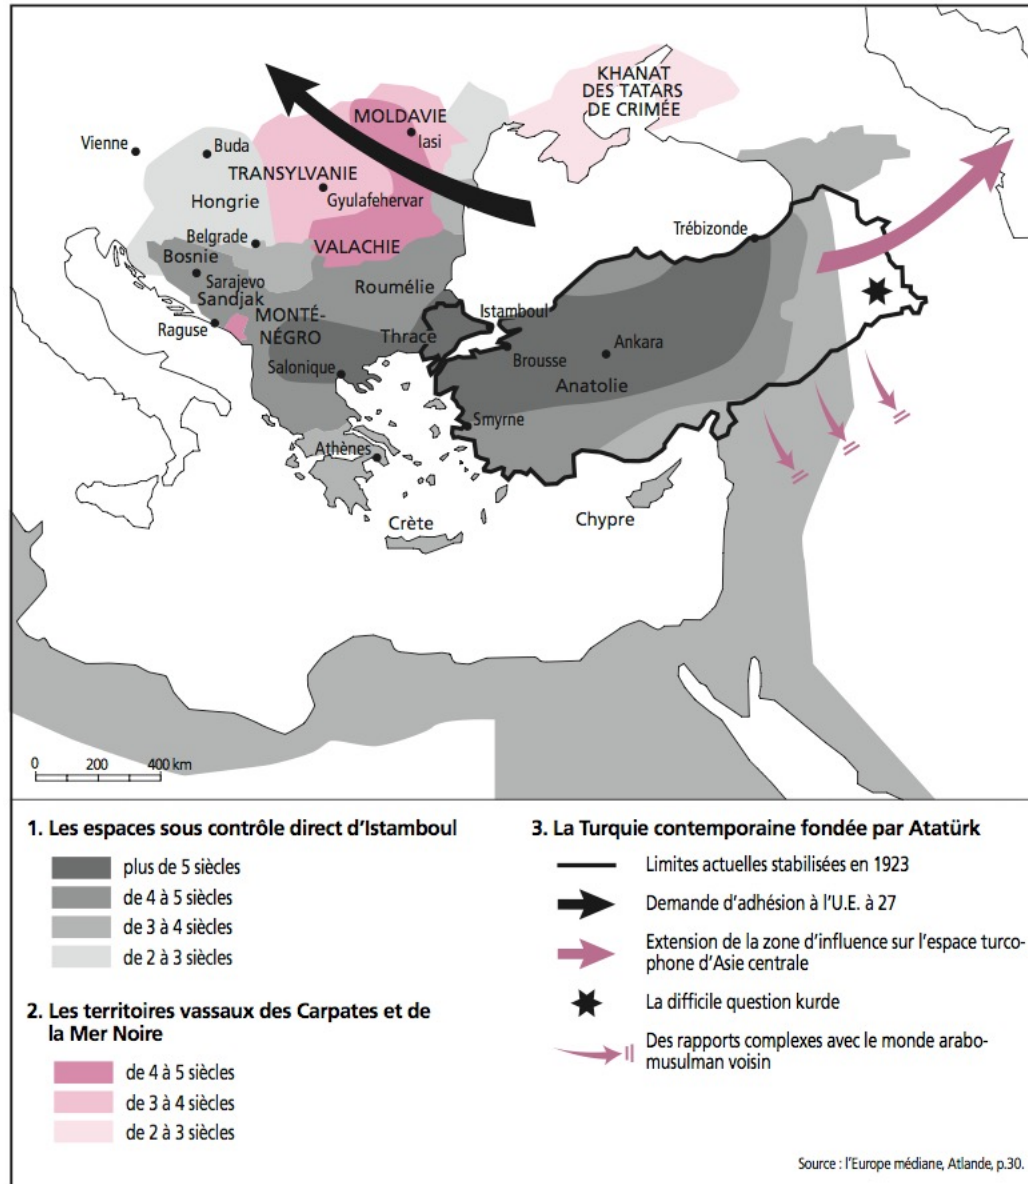 KHANAT
DES TATARS
DE CRIMÉE
MOLDAVIE
Iasi
Vienne
Buda
TRANSYLVANIE
Gyulafehervar
Hongrie
Belgrade
VALACHIE
Trébizonde
Bosnie
Sarajevo
Roumélie
Sandjak
Istamboul
MONTÉ-
NÉGRO
Raguse
Thrace
Ankara
Brousse
Salonique
Anatolie
Smyrne
Athènes
Crète
Chypre
0 200 400 km
1. Les espaces sous contrôle direct d'Istamboul
plus de 5 siècles
de 4 à 5 siècles
de 3 à 4 siècles
de 2 à 3 siècles
2. Les territoires vassaux des Carpates et de
la Mer Noire
de 4 à 5 siècles
de 3 à 4 siècles
de 2 à 3 siècles
3. La Turquie contemporaine fondée par Atatürk
Limites actuelles stabilisées en 1923
Demande d'adhésion à l'U.E. à 27
Extension de la zone d'influence sur l'espace turco-
phone d'Asie centrale
La difficile question kurde
Des rapports complexes avec le monde arabo-
musulman voisin
Source : l'Europe médiane, Atlande, p.30.